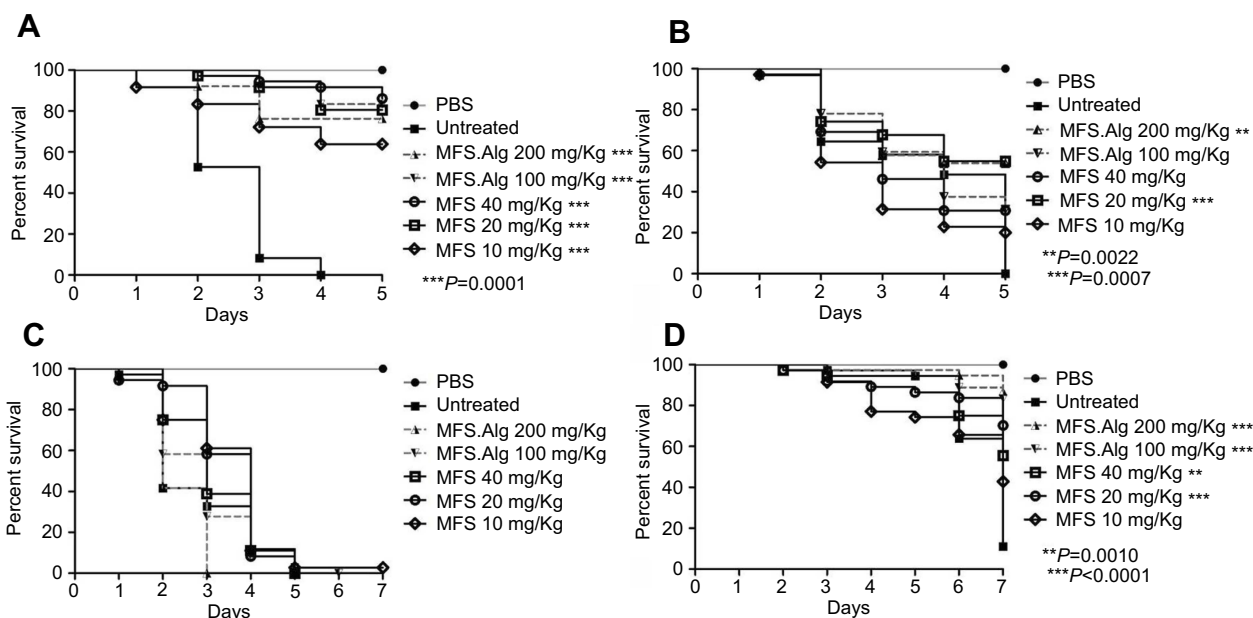 A
Percent survival
100
80
60
40
20
0
0 1 2 3 4 5
Days
PBS
Untreated
MFS.Alg 200 mg/Kg ***
MFS.Alg 100 mg/Kg ***
MFS 40 mg/Kg ***
MFS 20 mg/Kg ***
MFS 10 mg/Kg ***
***P=0.0001
B
Percent survival
100
80
60
40
20
0
0 1 2 3 4 5
Days
PBS
Untreated
MFS.Alg 200 mg/Kg **
MFS.Alg 100 mg/Kg
MFS 40 mg/Kg
MFS 20 mg/Kg ***
MFS 10 mg/Kg
**P=0.0022
***P=0.0007
C
Percent survival
100
80
60
40
20
0
0 1 2 3 4 5 6 7
Days
PBS
Untreated
MFS.Alg 200 mg/Kg
MFS.Alg 100 mg/Kg
MFS 40 mg/Kg
MFS 20 mg/Kg
MFS 10 mg/Kg
D
Percent survival
100
80
60
40
20
0
0 1 2 3 4 5 6 7
Days
PBS
Untreated
MFS.Alg 200 mg/Kg ***
MFS.Alg 100 mg/Kg ***
MFS 40 mg/Kg **
MFS 20 mg/Kg ***
MFS 10 mg/Kg
**P=0.0010
***P<0.0001